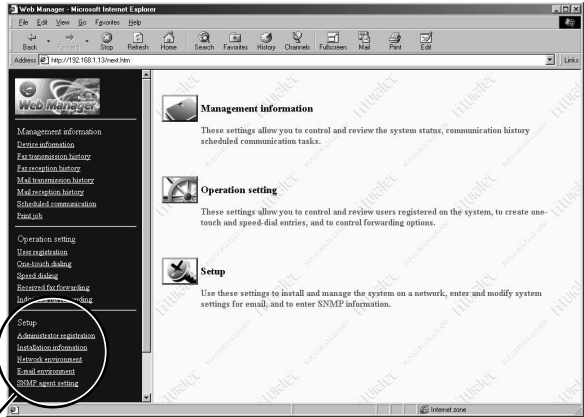 Web Manager - Microsoft Internet Explorer
File Edit View Go Favorites Help
Back Forward Stop Refresh Home Search Favorites History Channels Fullscreen Mail Print Edit
Address http://192.168.1.13/next.htm Links
Web Manager
Management information
Device information
Fax transmission history
Fax reception history
Mail transmission history
Mail reception history
Scheduled communication
Print job
Operation setting
User registration
One-touch dialing
Speed dialing
Received fax forwarding
fax forwarding
Setup
Administrator registration
Installation information
Network environment
E-mail environment
SNMP agent setting
Management information
These settings allow you to control and review the system status, communication history
scheduled communication tasks.
Operation setting
These settings allow you to control and review users registered on the system, to create one-
touch and speed-dial entries, and to control forwarding options.
Setup
Use these settings to install and manage the system on a network, enter and modify system
settings for email, and to enter SNMP information.
Internet zone